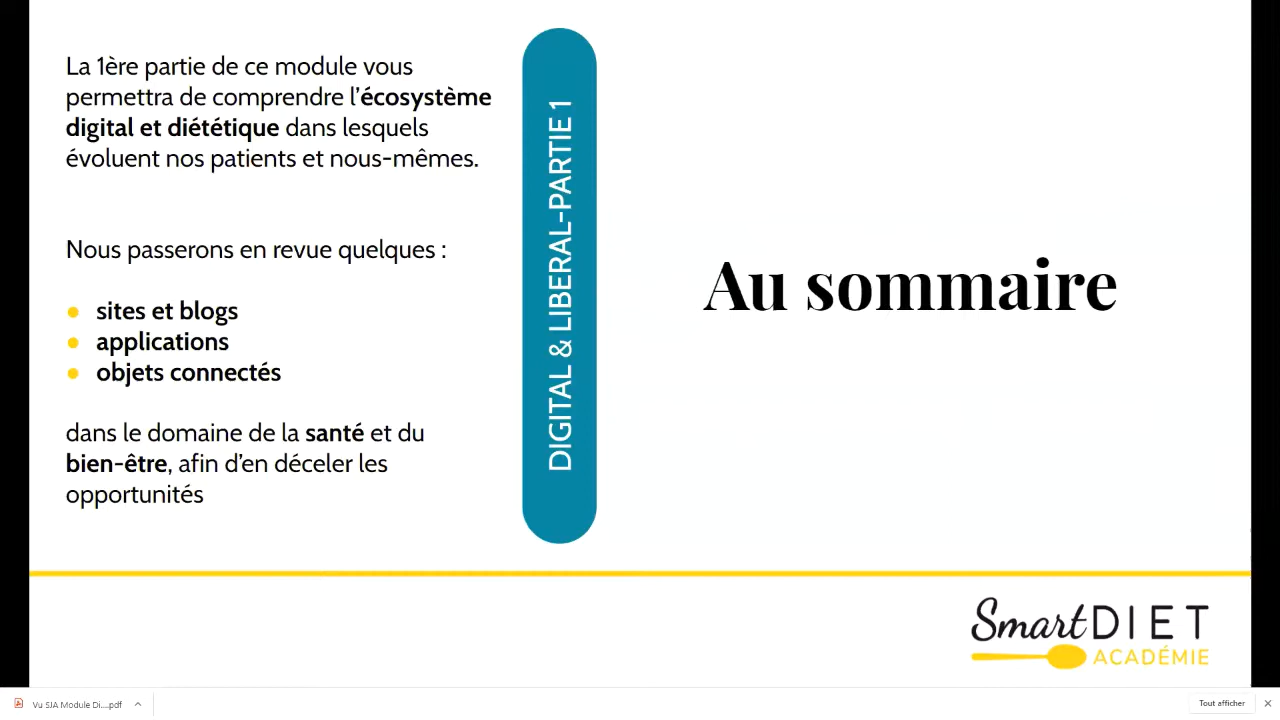 La 1ère partie de ce module vous
permettra de comprendre l'écosystème
digital et diététique dans lesquels
évoluent nos patients et nous-mêmes.
Nous passerons en revue quelques :
● sites et blogs
● applications
● objets connectés
dans le domaine de la santé et du
bien-être, afin d'en déceler les
opportunités
DIGITAL & LIBERAL-PARTIE 1
Au sommaire
SmartDIET
ACADÉMIE
Vu SJA Module Di....pdf
Tout afficher